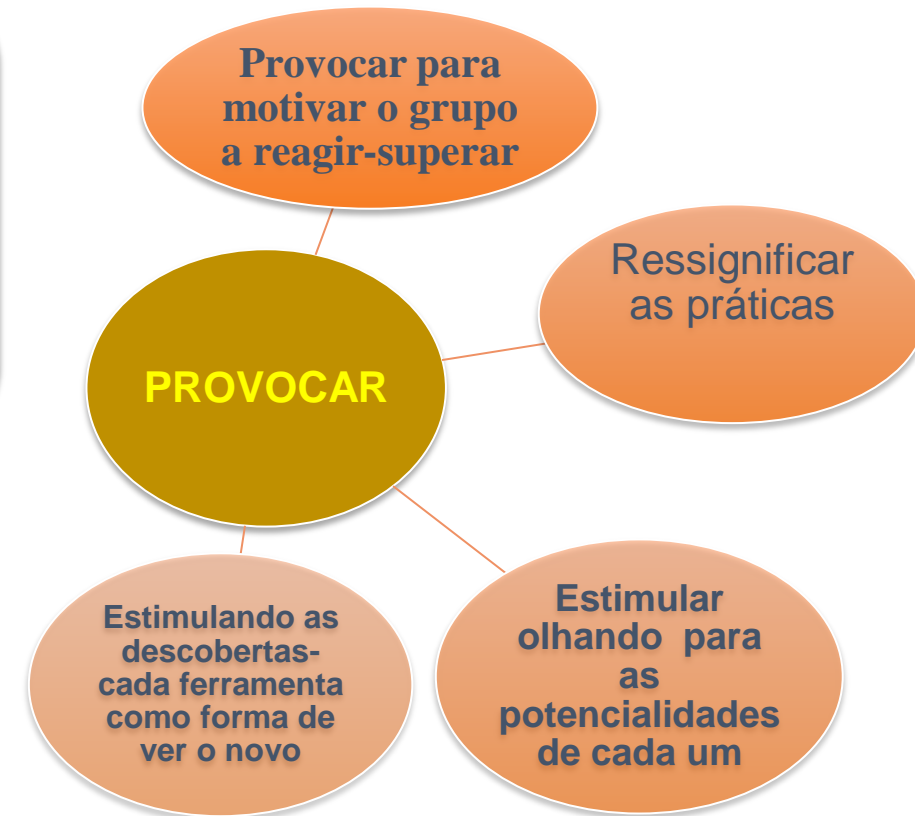 Provocar para
motivar o grupo
a reagir-superar
Ressignificar
as práticas
PROVOCAR
Estimular
olhando para
as
potencialidades
de cada um
Estimulando as
descobertas-
cada ferramenta
como forma de
ver o novo